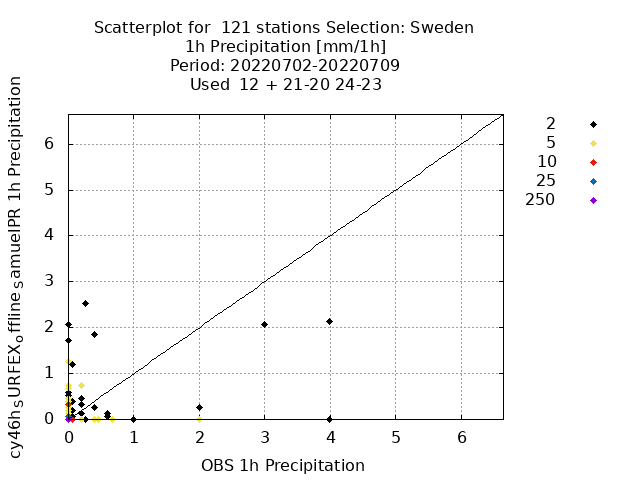 Scatterplot for  121 stations Selection: Sweden
1h Precipitation [mm/1h]
Period: 20220702-20220709
Used  12 + 21-20 24-23
cy46h_SURFEX_offline_samuelPR 1h Precipitation
6
5
4
3
2
1
0
0 1 2 3 4 5 6
OBS 1h Precipitation
2
5
10
25
250